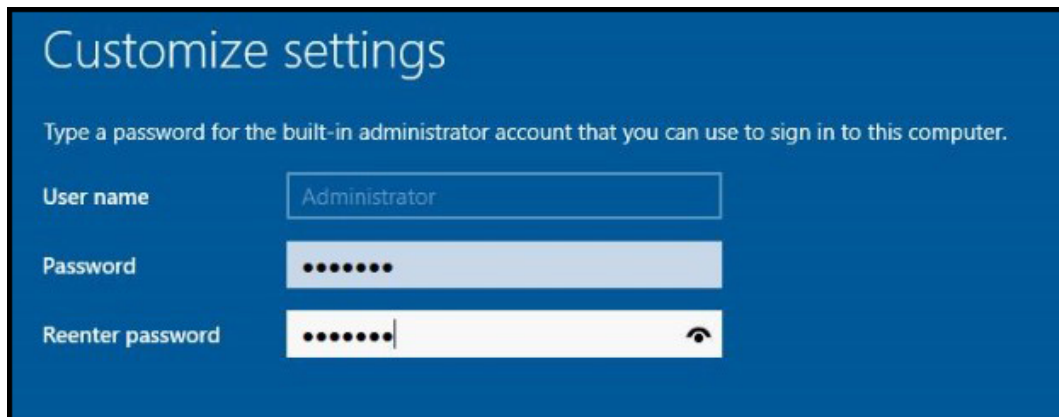 Customize settings
Type a password for the built-in administrator account that you can use to sign in to this computer.
User name
Administrator
Password
•••••••
Reenter password
•••••••